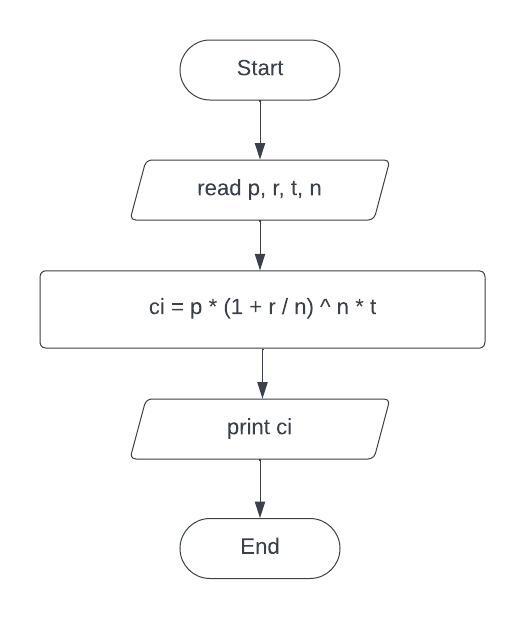 Start
read p, r, t, n
ci = p * (1 + r / n) ^ n * t
print ci
End